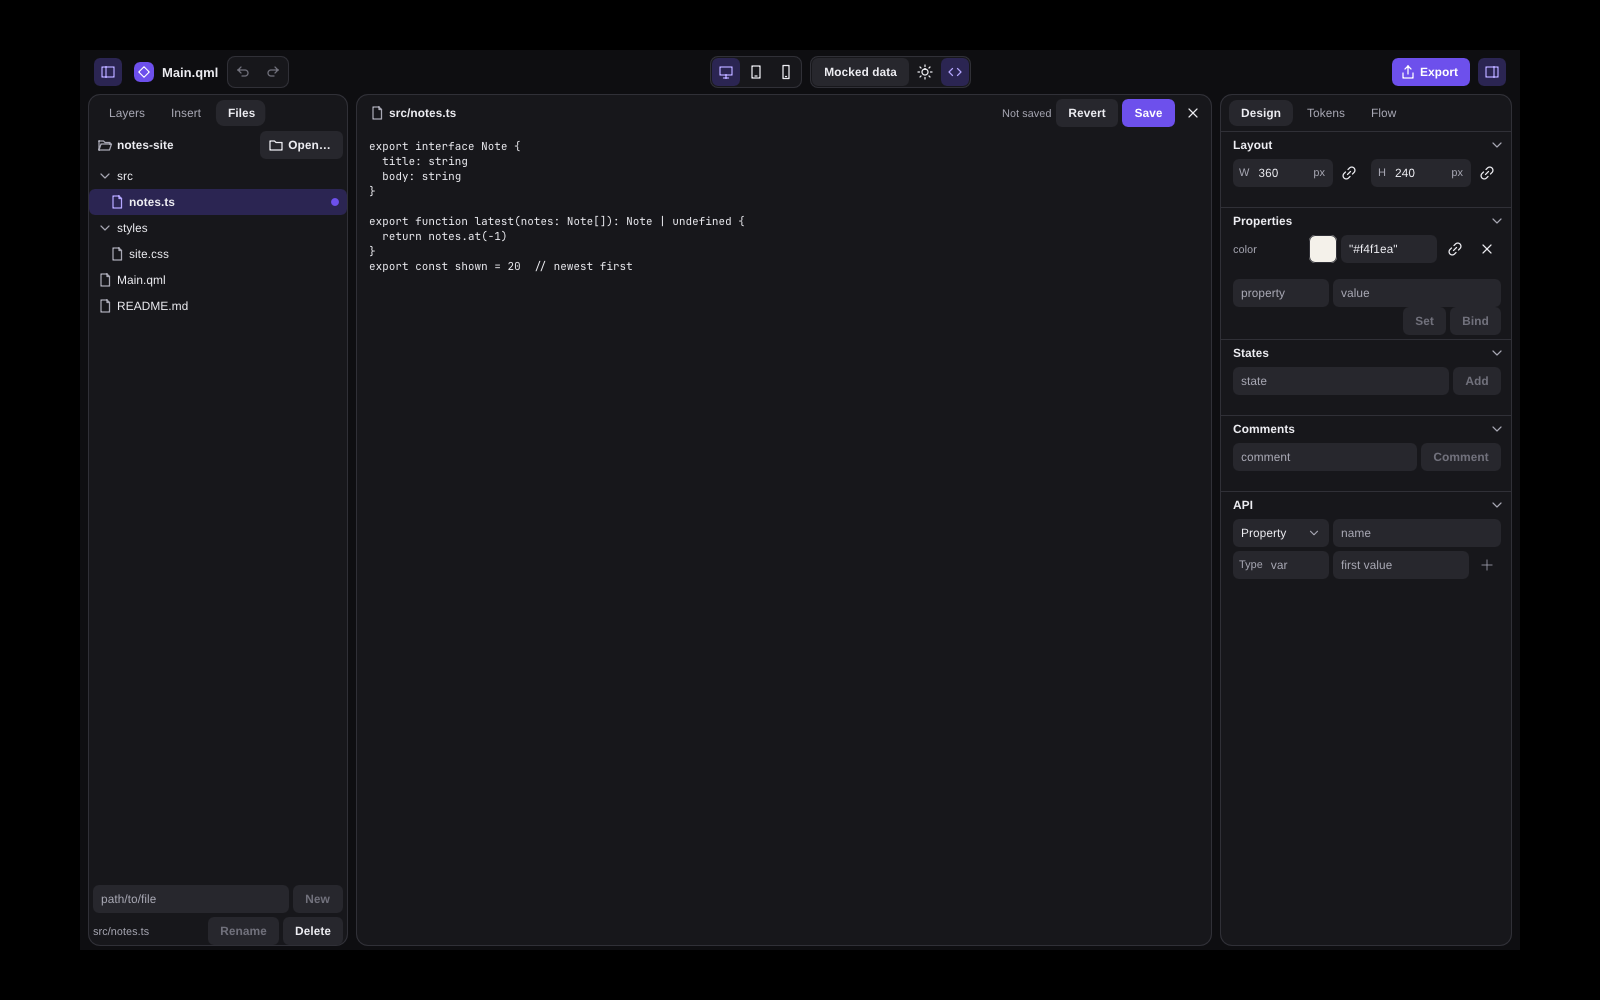 Main.qml
Mocked data
Export
Layers Insert Files
notes-site Open...
src
notes.ts
styles
site.css
Main.qml
README.md
path/to/file New
src/notes.ts Rename Delete
src/notes.ts Not saved Revert Save
export interface Note {
  title: string
  body: string
}
export function latest(notes: Note[]): Note | undefined {
  return notes.at(-1)
}
export const shown = 20  // newest first
Design Tokens Flow
Layout
W 360 px H 240 px
Properties
color "#f4f1ea"
property value
Set Bind
States
state Add
Comments
comment Comment
API
Property name
Type var first value